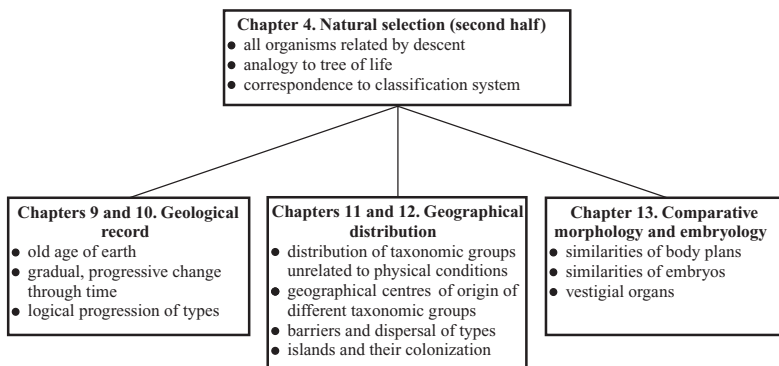 Chapter 4. Natural selection (second half)
● all organisms related by descent
● analogy to tree of life
● correspondence to classification system
Chapters 9 and 10. Geological
record
● old age of earth
● gradual, progressive change
through time
● logical progression of types
Chapters 11 and 12. Geographical
distribution
● distribution of taxonomic groups
unrelated to physical conditions
● geographical centres of origin of
different taxonomic groups
● barriers and dispersal of types
● islands and their colonization
Chapter 13. Comparative
morphology and embryology
● similarities of body plans
● similarities of embryos
● vestigial organs